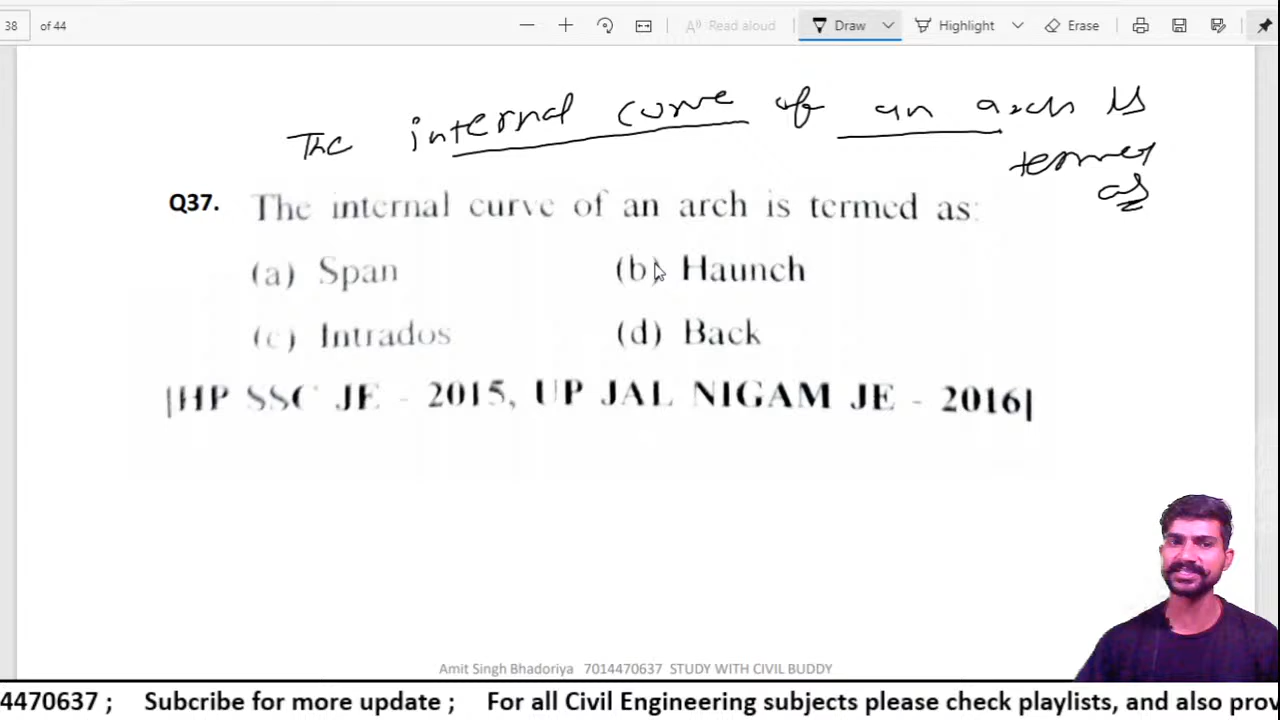 38 of 44 Read aloud Draw Highlight Erase
The internal curve of an arch is
termed
as
Q37. The internal curve of an arch is termed as:
(a) Span (b) Haunch
(c) Intrados (d) Back
|HP SSC JE - 2015, UP JAL NIGAM JE - 2016|
Amit Singh Bhadoriya 7014470637 STUDY WITH CIVIL BUDDY
4470637 ; Subcribe for more update ; For all Civil Engineering subjects please check playlists, and also prov